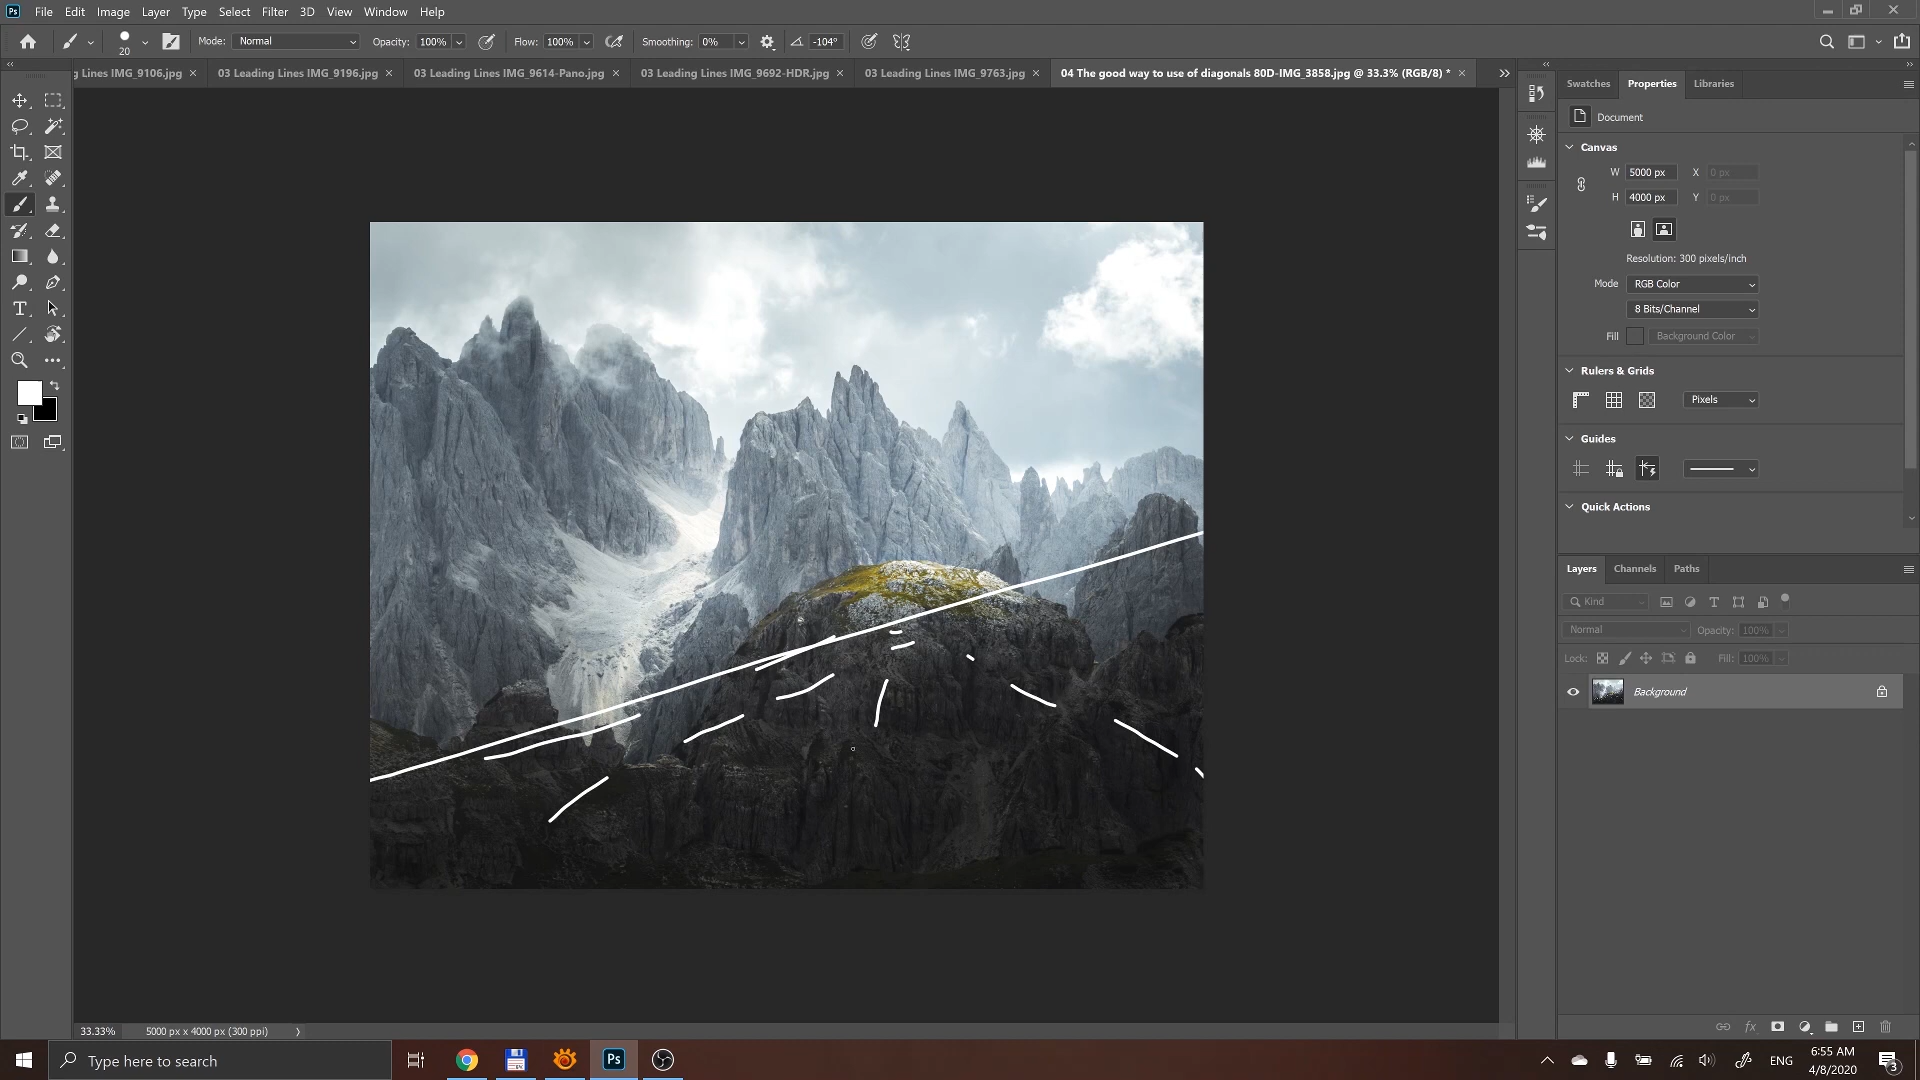 Ps File Edit Image Layer Type Select Filter 3D View Window Help
20 Mode: Normal Opacity: 100% Flow: 100% Smoothing: 0% -104°
g Lines IMG_9106.jpg × 03 Leading Lines IMG_9196.jpg × 03 Leading Lines IMG_9614-Pano.jpg × 03 Leading Lines IMG_9692-HDR.jpg × 03 Leading Lines IMG_9763.jpg × 04 The good way to use of diagonals 80D-IMG_3858.jpg @ 33.3% (RGB/8) * ×
Swatches Properties Libraries
Document
Canvas
W 5000 px X 0 px
H 4000 px Y 0 px
Resolution: 300 pixels/inch
Mode RGB Color
8 Bits/Channel
Fill Background Color
Rulers & Grids
Pixels
Guides
Quick Actions
Layers Channels Paths
Kind
Normal Opacity: 100%
Lock: Fill: 100%
Background
33.33% 5000 px x 4000 px (300 ppi)
Type here to search
Ps
ENG
6:55 AM
4/8/2020
3